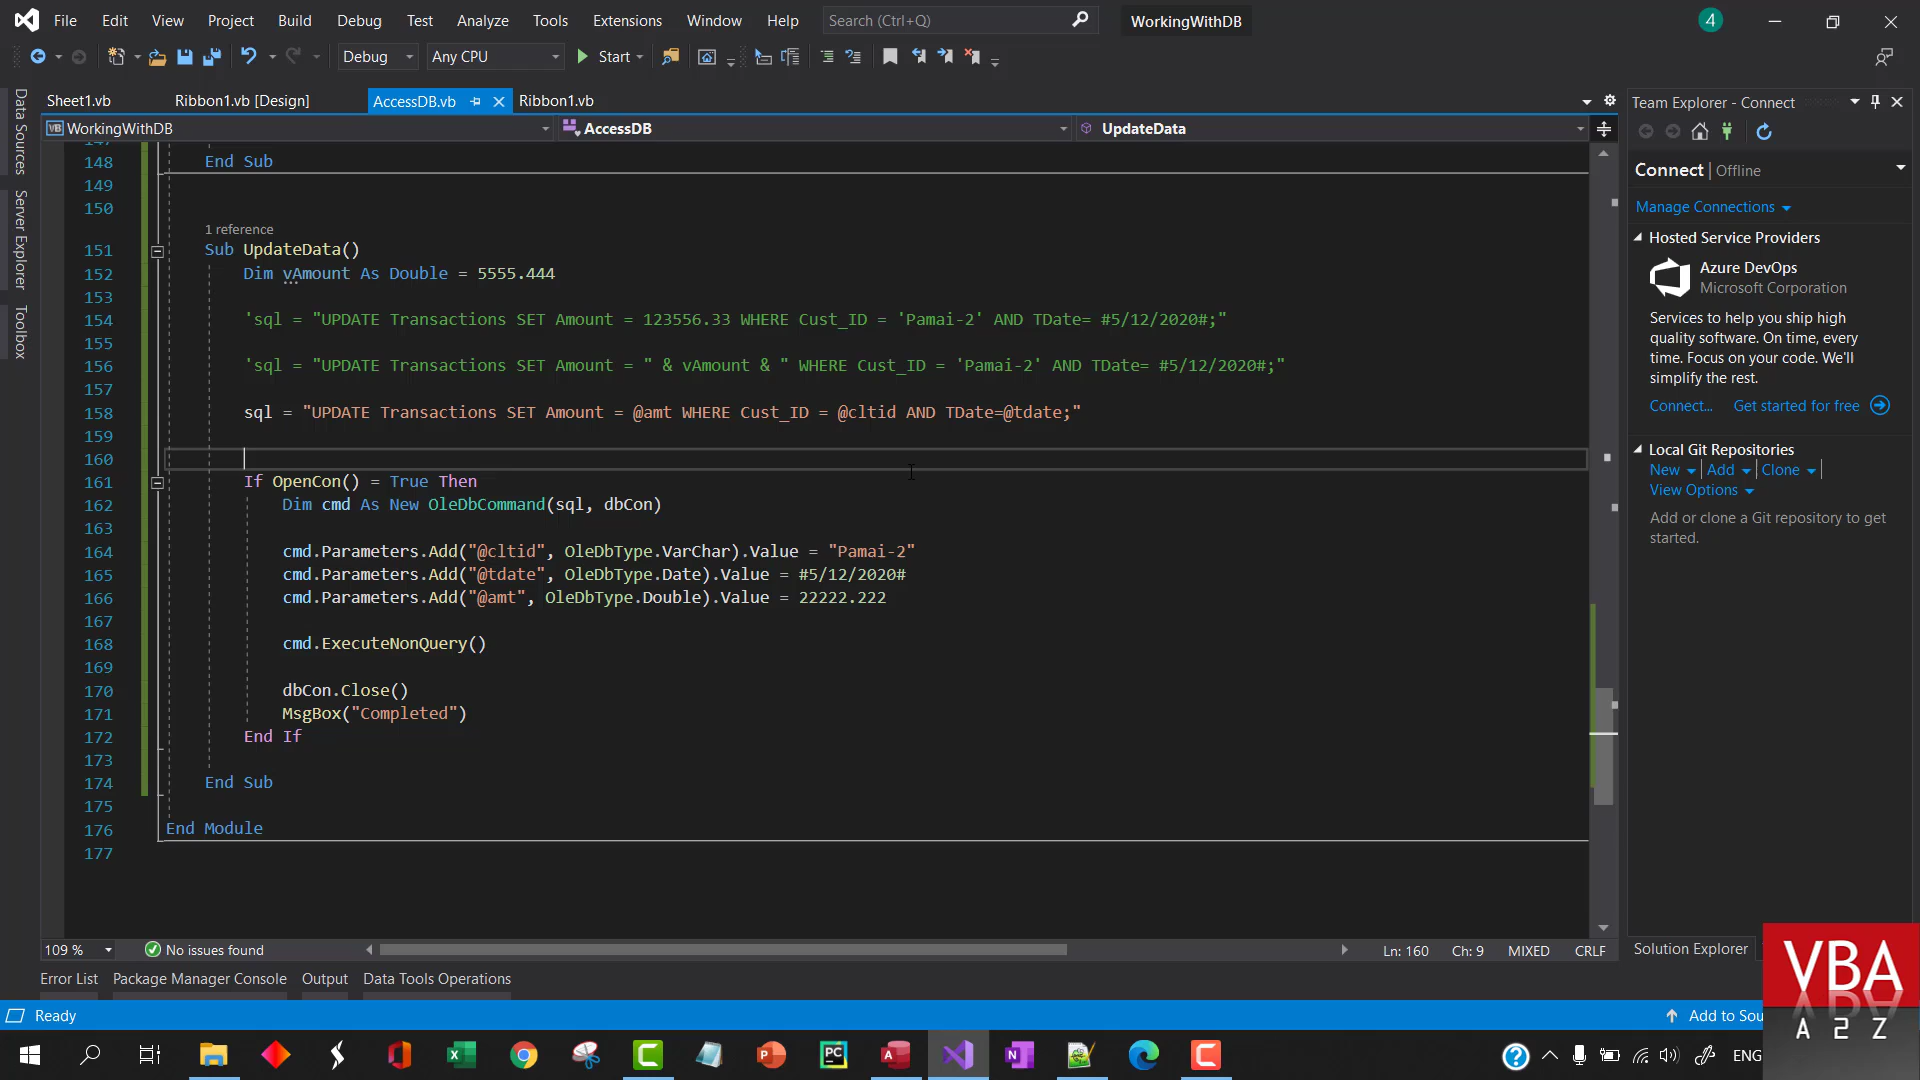 File Edit View Project Build Debug Test Analyze Tools Extensions Window Help Search (Ctrl+Q) WorkingWithDB 4
Debug Any CPU Start
Sheet1.vb Ribbon1.vb [Design] AccessDB.vb Ribbon1.vb
WorkingWithDB AccessDB UpdateData
Data Sources
Server Explorer
Toolbox
147
148 End Sub
149
150
1 reference
151 Sub UpdateData()
152 Dim vAmount As Double = 5555.444
153
154 'sql = "UPDATE Transactions SET Amount = 123556.33 WHERE Cust_ID = 'Pamai-2' AND TDate= #5/12/2020#;"
155
156 'sql = "UPDATE Transactions SET Amount = " & vAmount & " WHERE Cust_ID = 'Pamai-2' AND TDate= #5/12/2020#;"
157
158 sql = "UPDATE Transactions SET Amount = @amt WHERE Cust_ID = @cltid AND TDate=@tdate;"
159
160
161 If OpenCon() = True Then
162 Dim cmd As New OleDbCommand(sql, dbCon)
163
164 cmd.Parameters.Add("@cltid", OleDbType.VarChar).Value = "Pamai-2"
165 cmd.Parameters.Add("@tdate", OleDbType.Date).Value = #5/12/2020#
166 cmd.Parameters.Add("@amt", OleDbType.Double).Value = 22222.222
167
168 cmd.ExecuteNonQuery()
169
170 dbCon.Close()
171 MsgBox("Completed")
172 End If
173
174 End Sub
175
176 End Module
177
109 % No issues found Ln: 160 Ch: 9 MIXED CRLF
Error List Package Manager Console Output Data Tools Operations
Ready Add to Sou
Team Explorer - Connect
Connect | Offline
Manage Connections
Hosted Service Providers
Azure DevOps
Microsoft Corporation
Services to help you ship high
quality software. On time, every
time. Focus on your code. We'll
simplify the rest.
Connect... Get started for free
Local Git Repositories
New Add Clone
View Options
Add or clone a Git repository to get
started.
Solution Explorer
VBA
A 2 Z
ENG